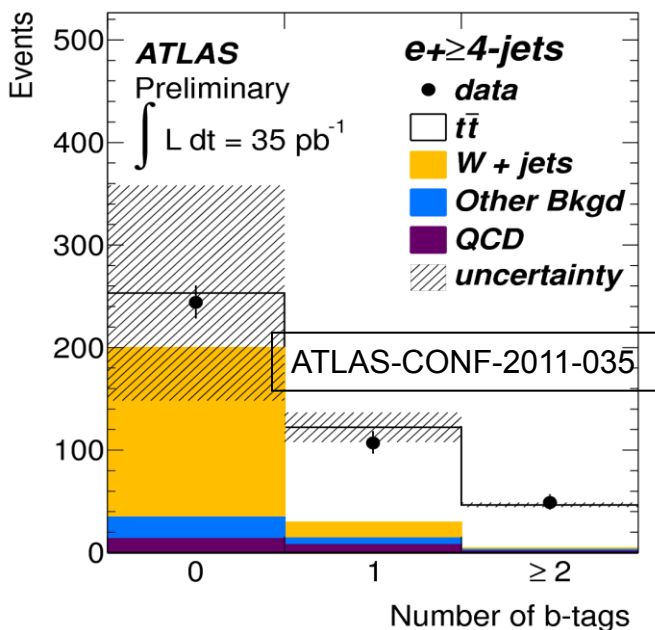 Events
500
400
300
200
100
0
ATLAS
Preliminary
∫ L dt = 35 pb⁻¹
e+≥4-jets
data
tt̄
W + jets
Other Bkgd
QCD
uncertainty
ATLAS-CONF-2011-035
0 1 ≥ 2
Number of b-tags